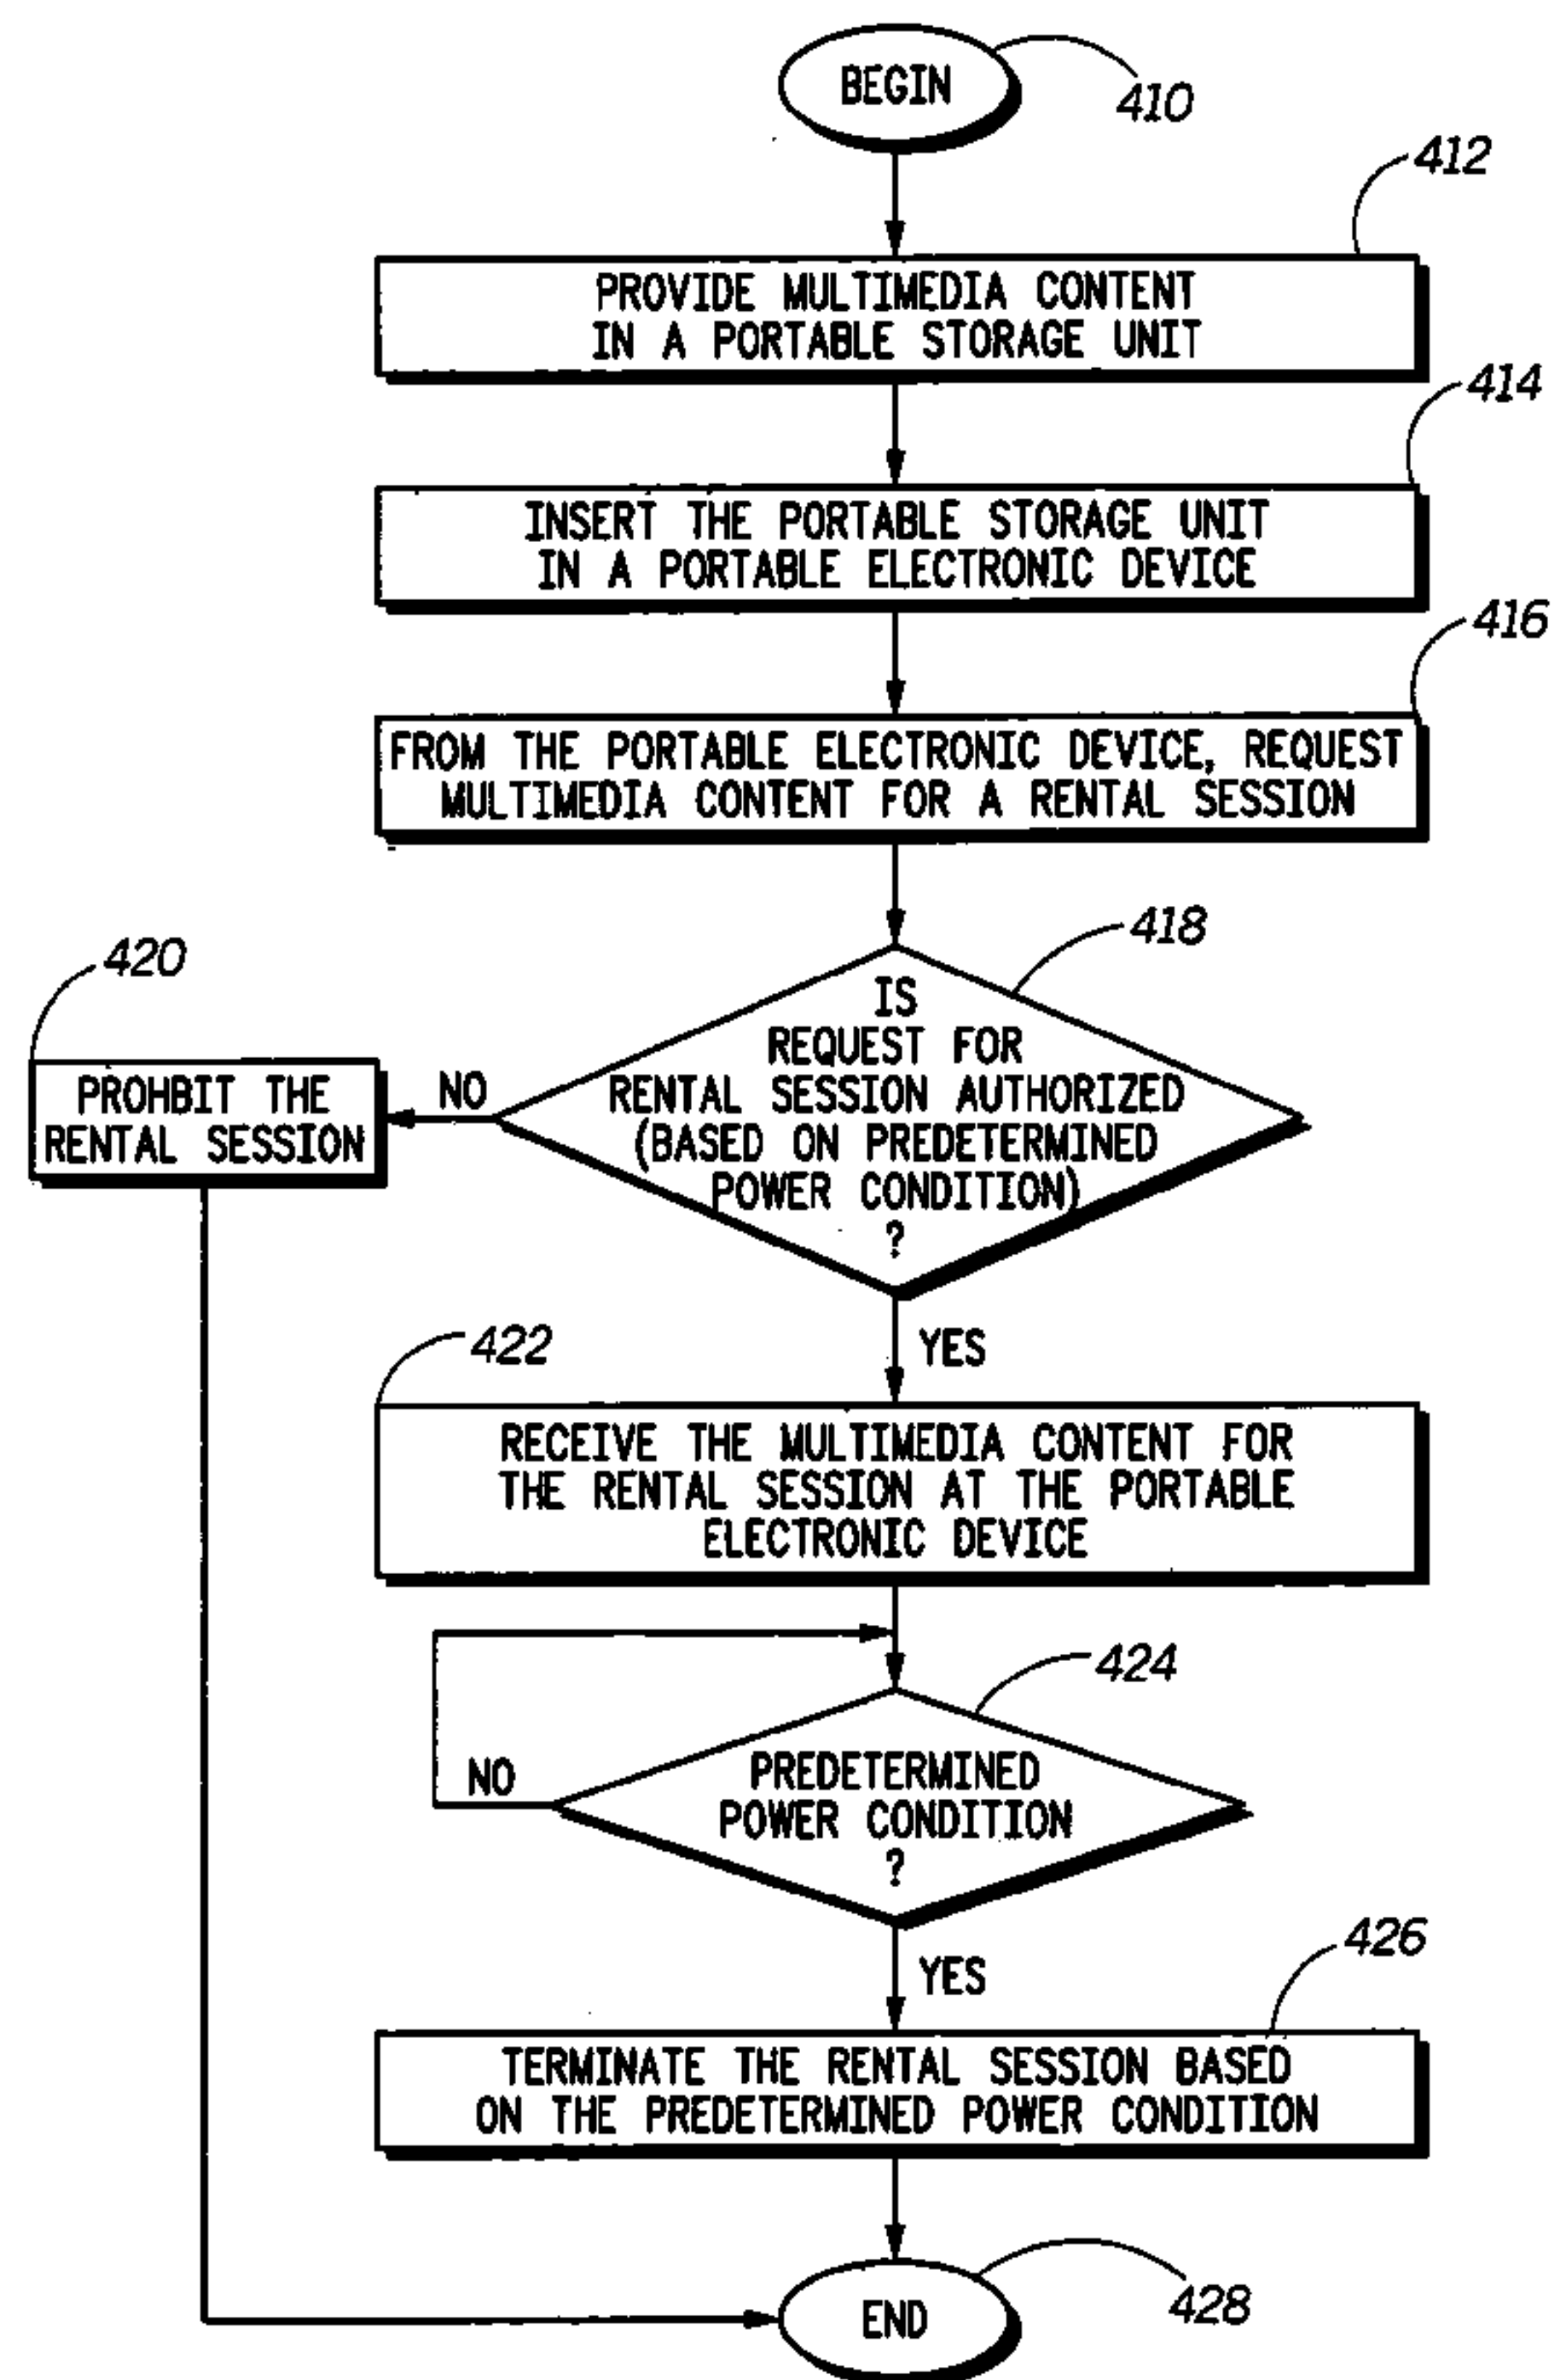 BEGIN
410
412
PROVIDE MULTIMEDIA CONTENT
IN A PORTABLE STORAGE UNIT
414
INSERT THE PORTABLE STORAGE UNIT
IN A PORTABLE ELECTRONIC DEVICE
416
FROM THE PORTABLE ELECTRONIC DEVICE, REQUEST
MULTIMEDIA CONTENT FOR A RENTAL SESSION
418
IS
REQUEST FOR
RENTAL SESSION AUTHORIZED
(BASED ON PREDETERMINED
POWER CONDITION)
?
NO
420
PROHBIT THE
RENTAL SESSION
YES
422
RECEIVE THE MULTIMEDIA CONTENT FOR
THE RENTAL SESSION AT THE PORTABLE
ELECTRONIC DEVICE
424
PREDETERMINED
POWER CONDITION
?
NO
YES
426
TERMINATE THE RENTAL SESSION BASED
ON THE PREDETERMINED POWER CONDITION
END
428